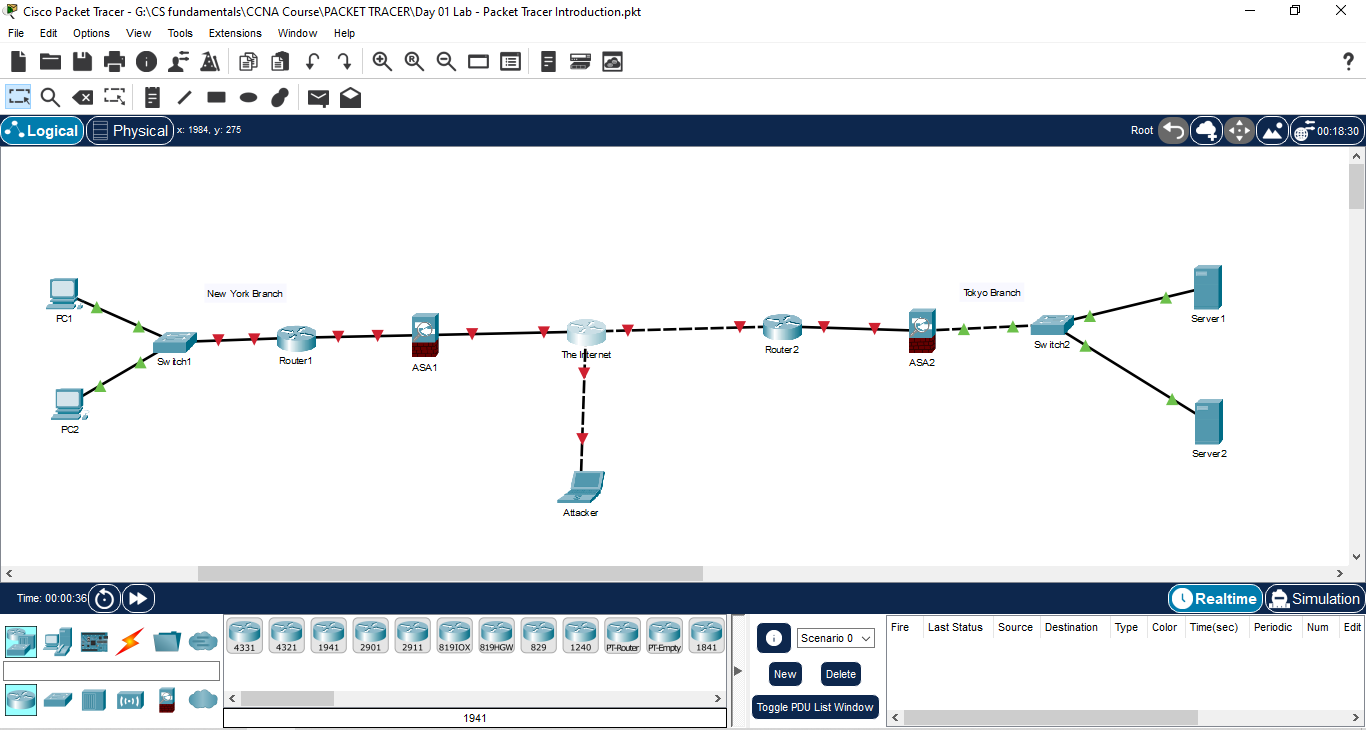 Cisco Packet Tracer - G:\CS fundamentals\CCNA Course\PACKET TRACER\Day 01 Lab - Packet Tracer Introduction.pkt
File Edit Options View Tools Extensions Window Help
?
Logical Physical x: 1984, y: 275 Root 00:18:30
New York Branch
Tokyo Branch
PC1
Server1
Switch1
Router1
ASA1
The Internet
Router2
ASA2
Switch2
PC2
Server2
Attacker
Time: 00:00:36 Realtime Simulation
4331 4321 1941 2901 2911 819IOX 819HGW 829 1240 PT-Router PT-Empty 1841
Scenario 0
Fire Last Status Source Destination Type Color Time(sec) Periodic Num Edit
New Delete
Toggle PDU List Window
1941